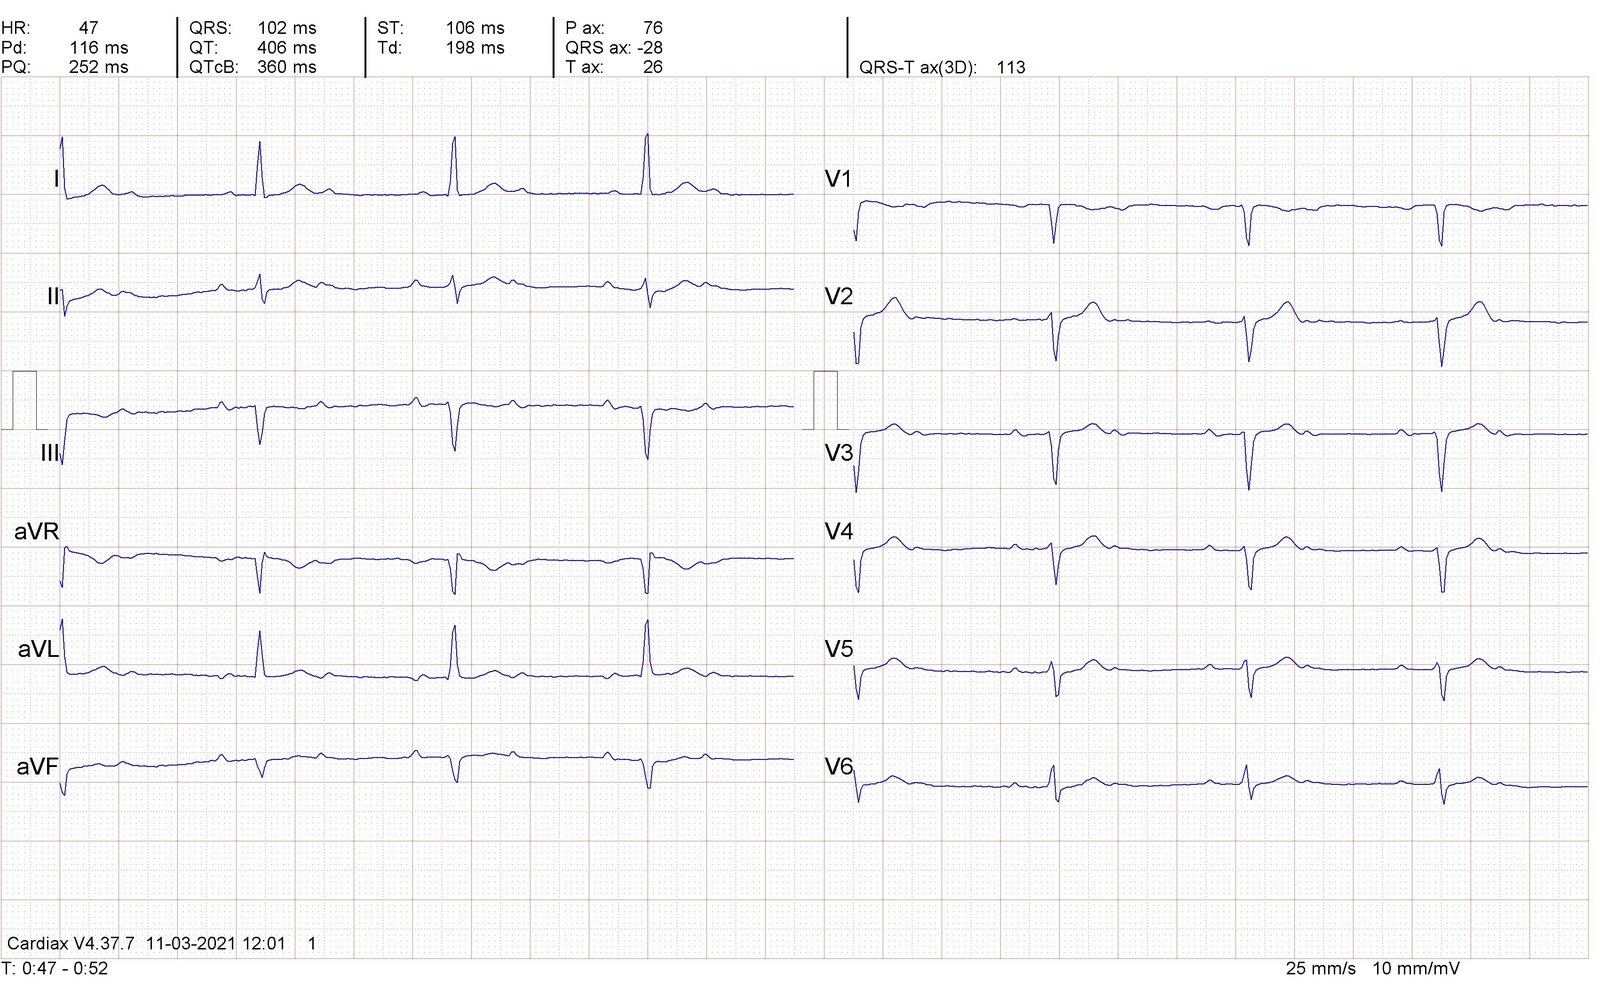 HR: 47 QRS: 102 ms ST: 106 ms P ax: 76
Pd: 116 ms QT: 406 ms Td: 198 ms QRS ax: -28
PQ: 252 ms QTcB: 360 ms T ax: 26 QRS-T ax(3D): 113
I V1
II V2
III V3
aVR V4
aVL V5
aVF V6
Cardiax V4.37.7 11-03-2021 12:01 1
T: 0:47 - 0:52 25 mm/s 10 mm/mV